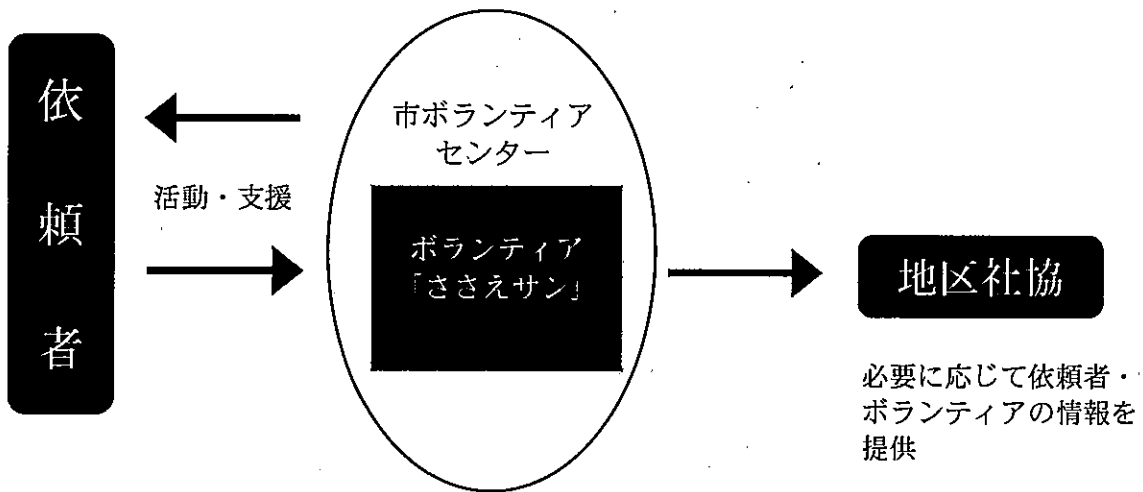 依頼者
市ボランティア
センター
活動・支援
ボランティア
「ささえサン」
地区社協
必要に応じて依頼者・
ボランティアの情報を
提供